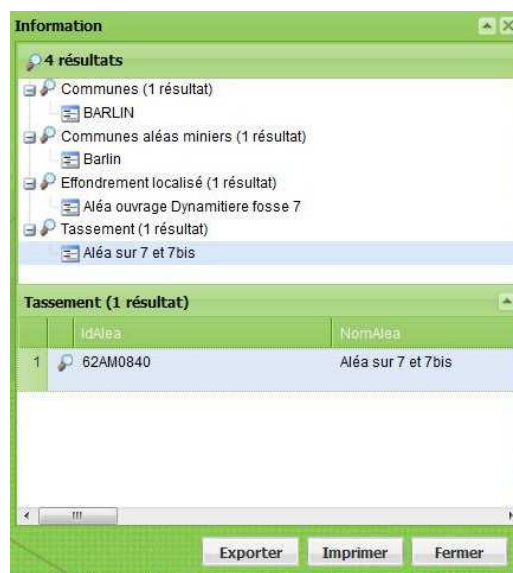 Information
4 résultats
Communes (1 résultat)
BARLIN
Communes aléas miniers (1 résultat)
Barlin
Effondrement localisé (1 résultat)
Aléa ouvrage Dynamitiere fosse 7
Tassement (1 résultat)
Aléa sur 7 et 7bis
Tassement (1 résultat)
IdAlea NomAlea
1 62AM0840 Aléa sur 7 et 7bis
Exporter Imprimer Fermer